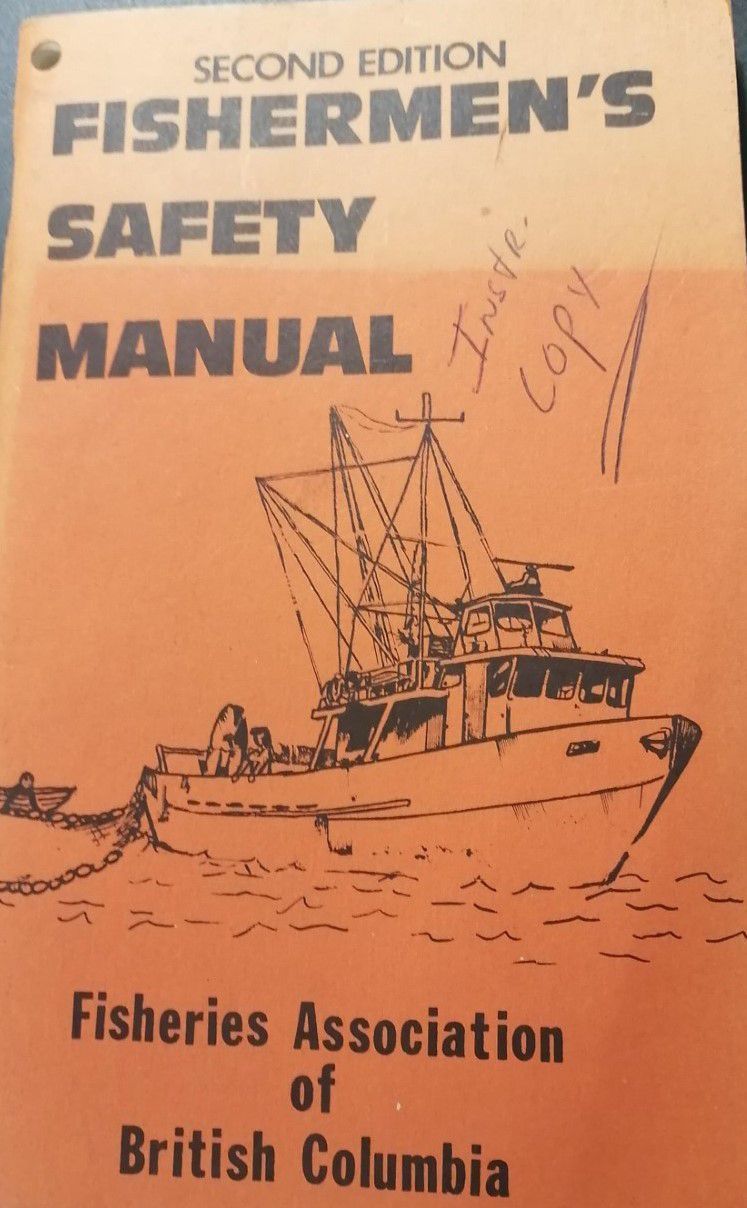 SECOND EDITION
FISHERMEN'S
SAFETY
MANUAL
Instr.
Copy
Fisheries Association
of
British Columbia